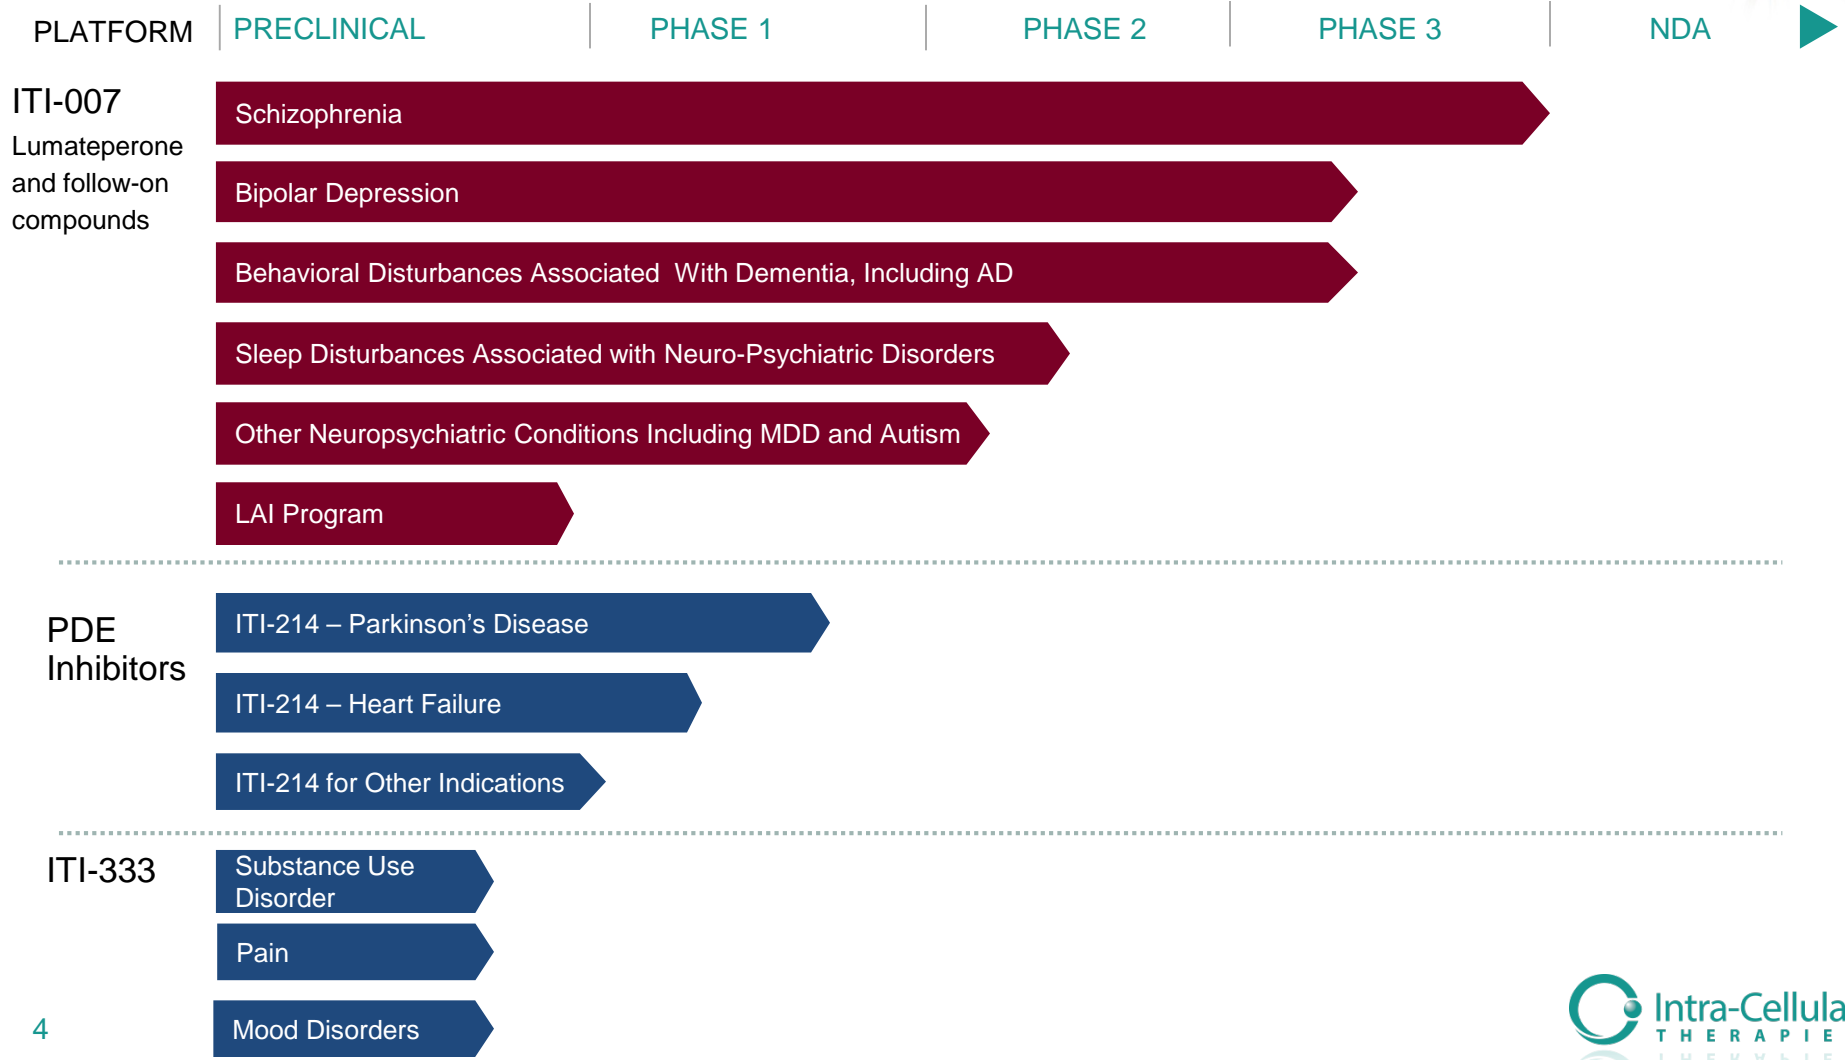 PLATFORM PRECLINICAL PHASE 1 PHASE 2 PHASE 3 NDA
ITI-007
Lumateperone
and follow-on
compounds
Schizophrenia
Bipolar Depression
Behavioral Disturbances Associated With Dementia, Including AD
Sleep Disturbances Associated with Neuro-Psychiatric Disorders
Other Neuropsychiatric Conditions Including MDD and Autism
LAI Program
PDE
Inhibitors
ITI-214 – Parkinson’s Disease
ITI-214 – Heart Failure
ITI-214 for Other Indications
ITI-333
Substance Use
Disorder
Pain
Mood Disorders
4
Intra-Cellula
THERAPIE